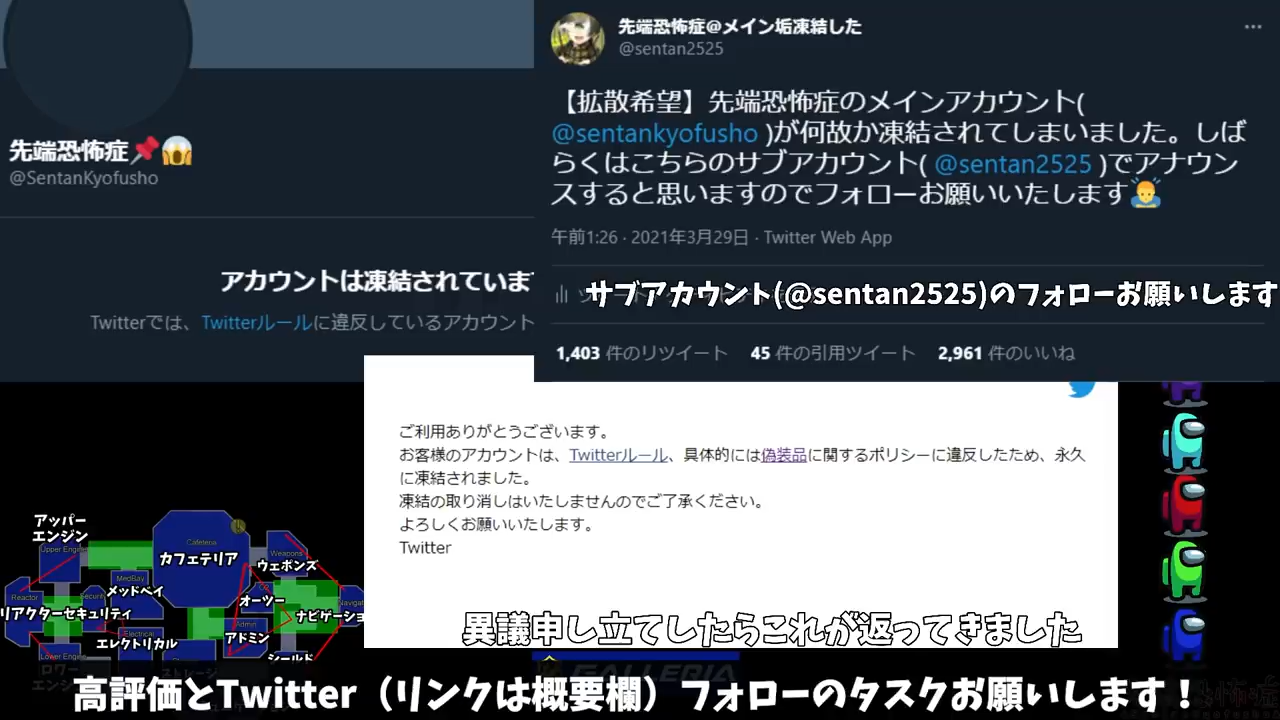 先端恐怖症@メイン垢凍結した
@sentan2525
【拡散希望】先端恐怖症のメインアカウント(
@sentankyofusho )が何故か凍結されてしまいました。しば
らくはこちらのサブアカウント( @sentan2525 )でアナウン
スすると思いますのでフォローお願いいたします🙇‍♂️
午前1:26 · 2021年3月29日 · Twitter Web App
サブアカウント(@sentan2525)のフォローお願いします
1,403 件のリツイート 45 件の引用ツイート 2,961 件のいいね
先端恐怖症📌😱
@SentanKyofusho
アカウントは凍結されていま
Twitterでは、Twitterルールに違反しているアカウント
ご利用ありがとうございます。
お客様のアカウントは、Twitterルール、具体的には偽装品に関するポリシーに違反したため、永久
に凍結されました。
凍結の取り消しはいたしませんのでご了承ください。
よろしくお願いいたします。
Twitter
異議申し立てしたらこれが返ってきました
アッパー
エンジン
Upper Engine
Cafeteria
カフェテリア
Weapons
ウェポンズ
MedBay
メッドベイ
Reactor
リアクター
Security
セキュリティ
オーツー
ナビゲーショ
Electrical
エレクトリカル
Admin
アドミン
シールド
Lower Engine
ロワー
エンジン
ストレージ
GALLERIA
高評価とTwitter（リンクは概要欄）フォローのタスクお願いします！